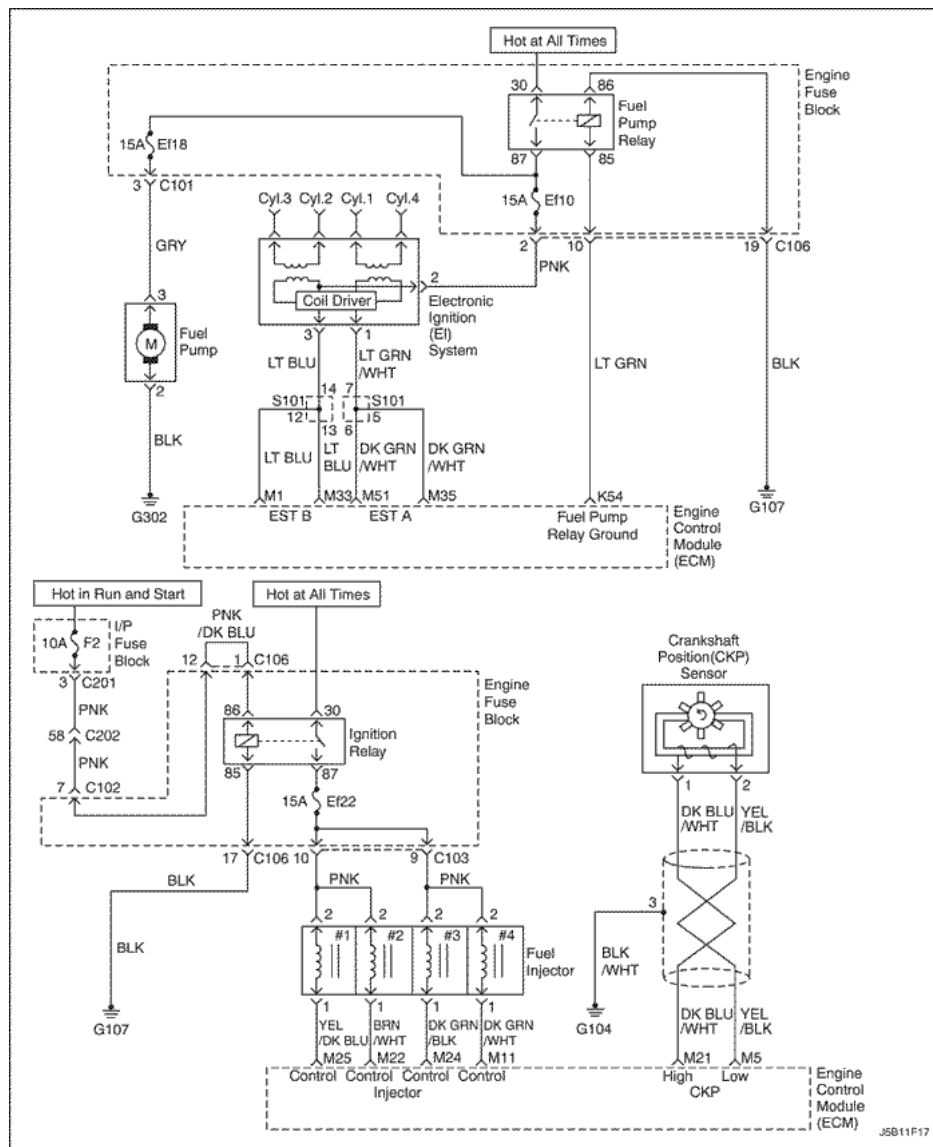 Hot at All Times
30 86
Engine
Fuse
Block
Fuel
Pump
Relay
15A Ef18
87 85
3 C101
Cyl.3 Cyl.2 Cyl.1 Cyl.4
15A Ef10
2 10 19 C106
GRY
PNK
2
Coil Driver
Electronic
Ignition
(EI)
System
3
M
Fuel
Pump
2
3 1
LT BLU
LT GRN
/WHT
LT GRN
BLK
14 7
S101 S101
12 5
13 6
BLK
LT BLU
LT
BLU
DK GRN
/WHT
DK GRN
/WHT
G302
M1 M33 M51 M35 K54
G107
EST B EST A
Fuel Pump
Relay Ground
Engine
Control
Module
(ECM)
Hot in Run and Start
Hot at All Times
10A F2
I/P
Fuse
Block
PNK
/DK BLU
12 1 C106
3 C201
PNK
58 C202
PNK
7 C102
Engine
Fuse
Block
86 30
Ignition
Relay
85 87
15A Ef22
Crankshaft
Position(CKP)
Sensor
1 2
DK BLU
/WHT
YEL
/BLK
17 C106 10 9 C103
BLK
PNK PNK
2 2 2 2
#1 #2 #3 #4
Fuel
Injector
BLK
3
BLK
/WHT
1 1 1 1
G107
G104
YEL
/DK BLU
BRN
/WHT
DK GRN
/BLK
DK GRN
/WHT
DK BLU
/WHT
YEL
/BLK
M25 M22 M24 M11 M21 M5
Control Control Control Control
Injector
High Low
CKP
Engine
Control
Module
(ECM)
J5B11F17